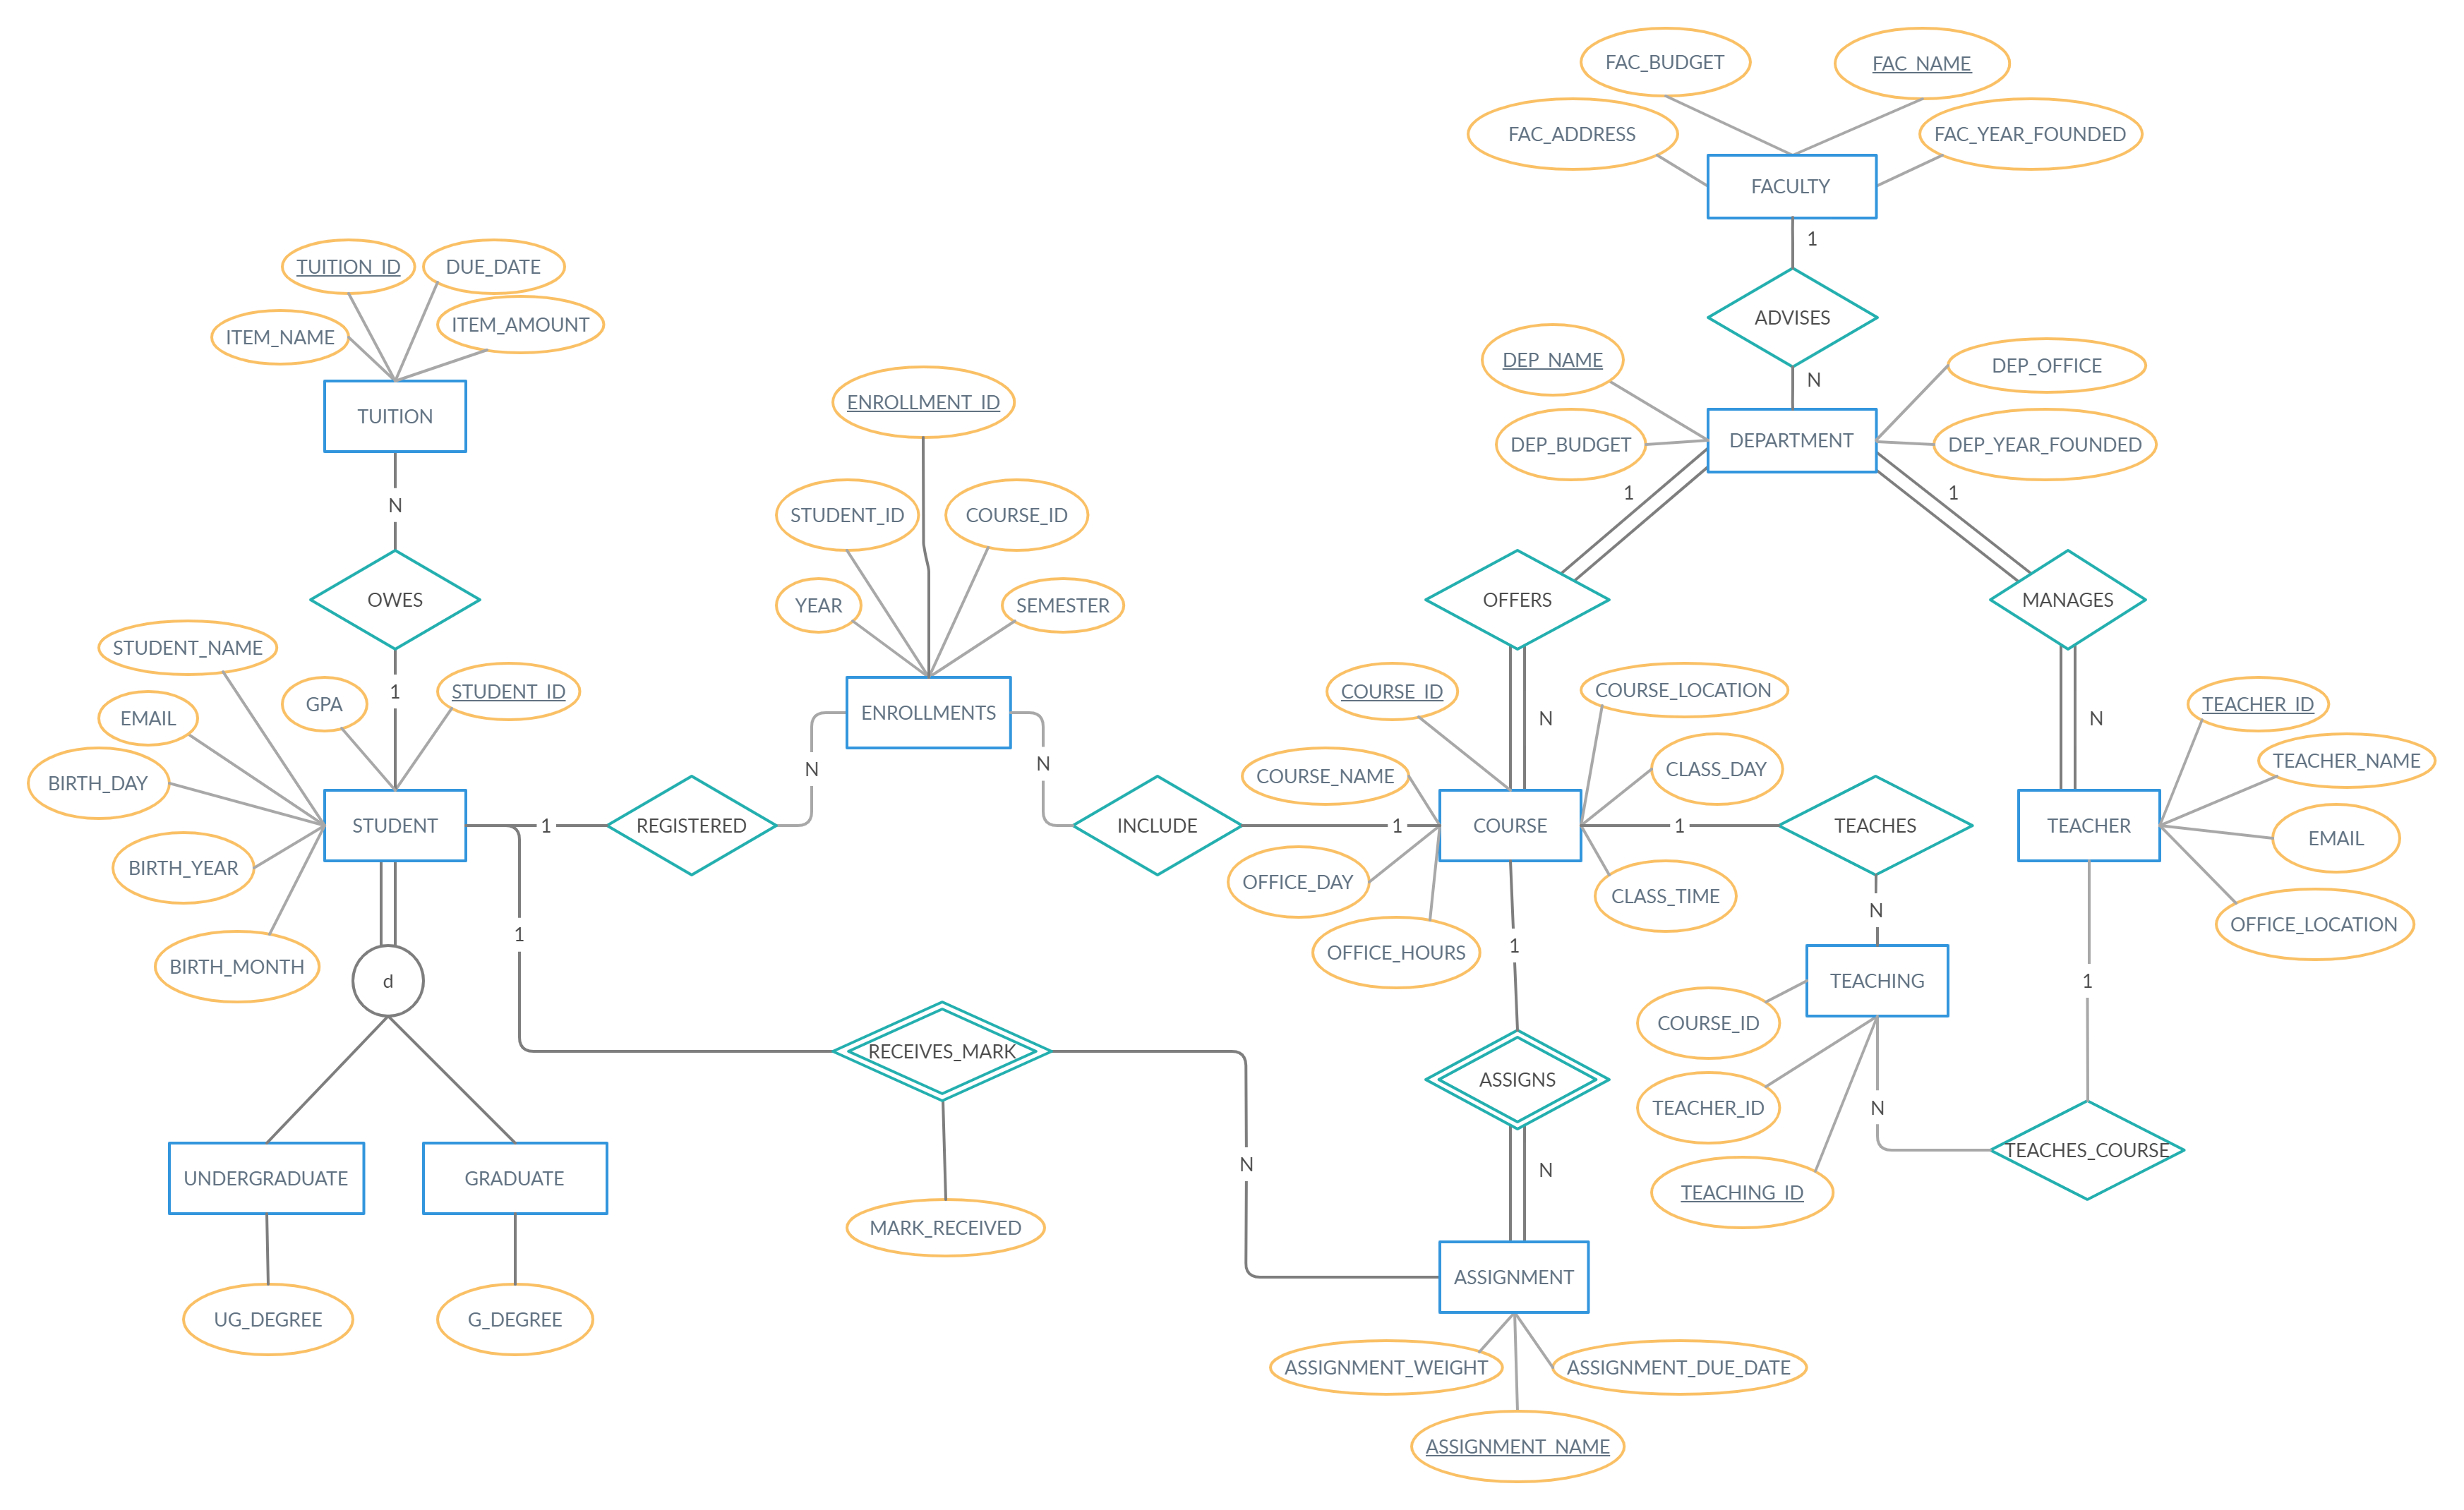 FAC_BUDGET
FAC_NAME
FAC_ADDRESS
FAC_YEAR_FOUNDED
FACULTY
1
ADVISES
N
DEP_NAME
DEP_OFFICE
DEP_BUDGET
DEPARTMENT
DEP_YEAR_FOUNDED
1
1
OFFERS
MANAGES
N
N
TUITION_ID
DUE_DATE
ITEM_NAME
ITEM_AMOUNT
TUITION
N
OWES
1
STUDENT_NAME
GPA
STUDENT_ID
EMAIL
BIRTH_DAY
STUDENT
BIRTH_YEAR
BIRTH_MONTH
d
UNDERGRADUATE
GRADUATE
UG_DEGREE
G_DEGREE
ENROLLMENT_ID
STUDENT_ID
COURSE_ID
YEAR
SEMESTER
ENROLLMENTS
N
N
1
REGISTERED
INCLUDE
1
1
RECEIVES_MARK
MARK_RECEIVED
N
COURSE_ID
COURSE_LOCATION
COURSE_NAME
CLASS_DAY
COURSE
OFFICE_DAY
CLASS_TIME
OFFICE_HOURS
1
TEACHES
N
TEACHING
COURSE_ID
TEACHER_ID
TEACHING_ID
N
TEACHES_COURSE
1
TEACHER_ID
TEACHER_NAME
TEACHER
EMAIL
OFFICE_LOCATION
1
ASSIGNS
N
ASSIGNMENT
ASSIGNMENT_WEIGHT
ASSIGNMENT_DUE_DATE
ASSIGNMENT_NAME